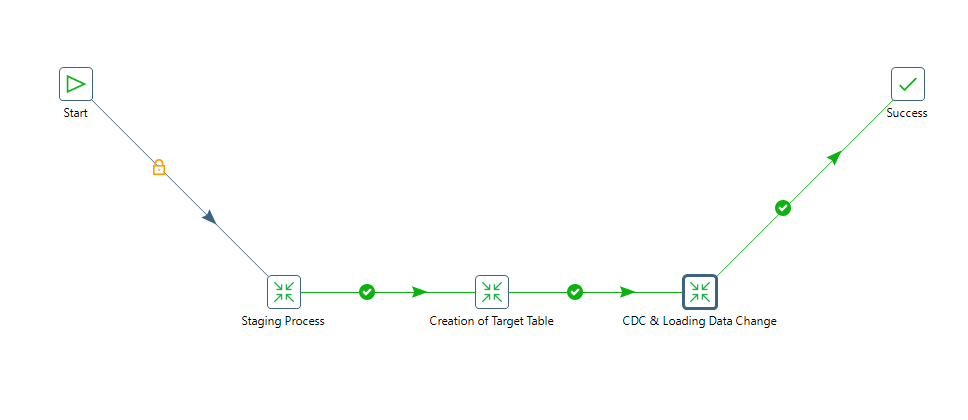 Start
Success
Staging Process
Creation of Target Table
CDC & Loading Data Change